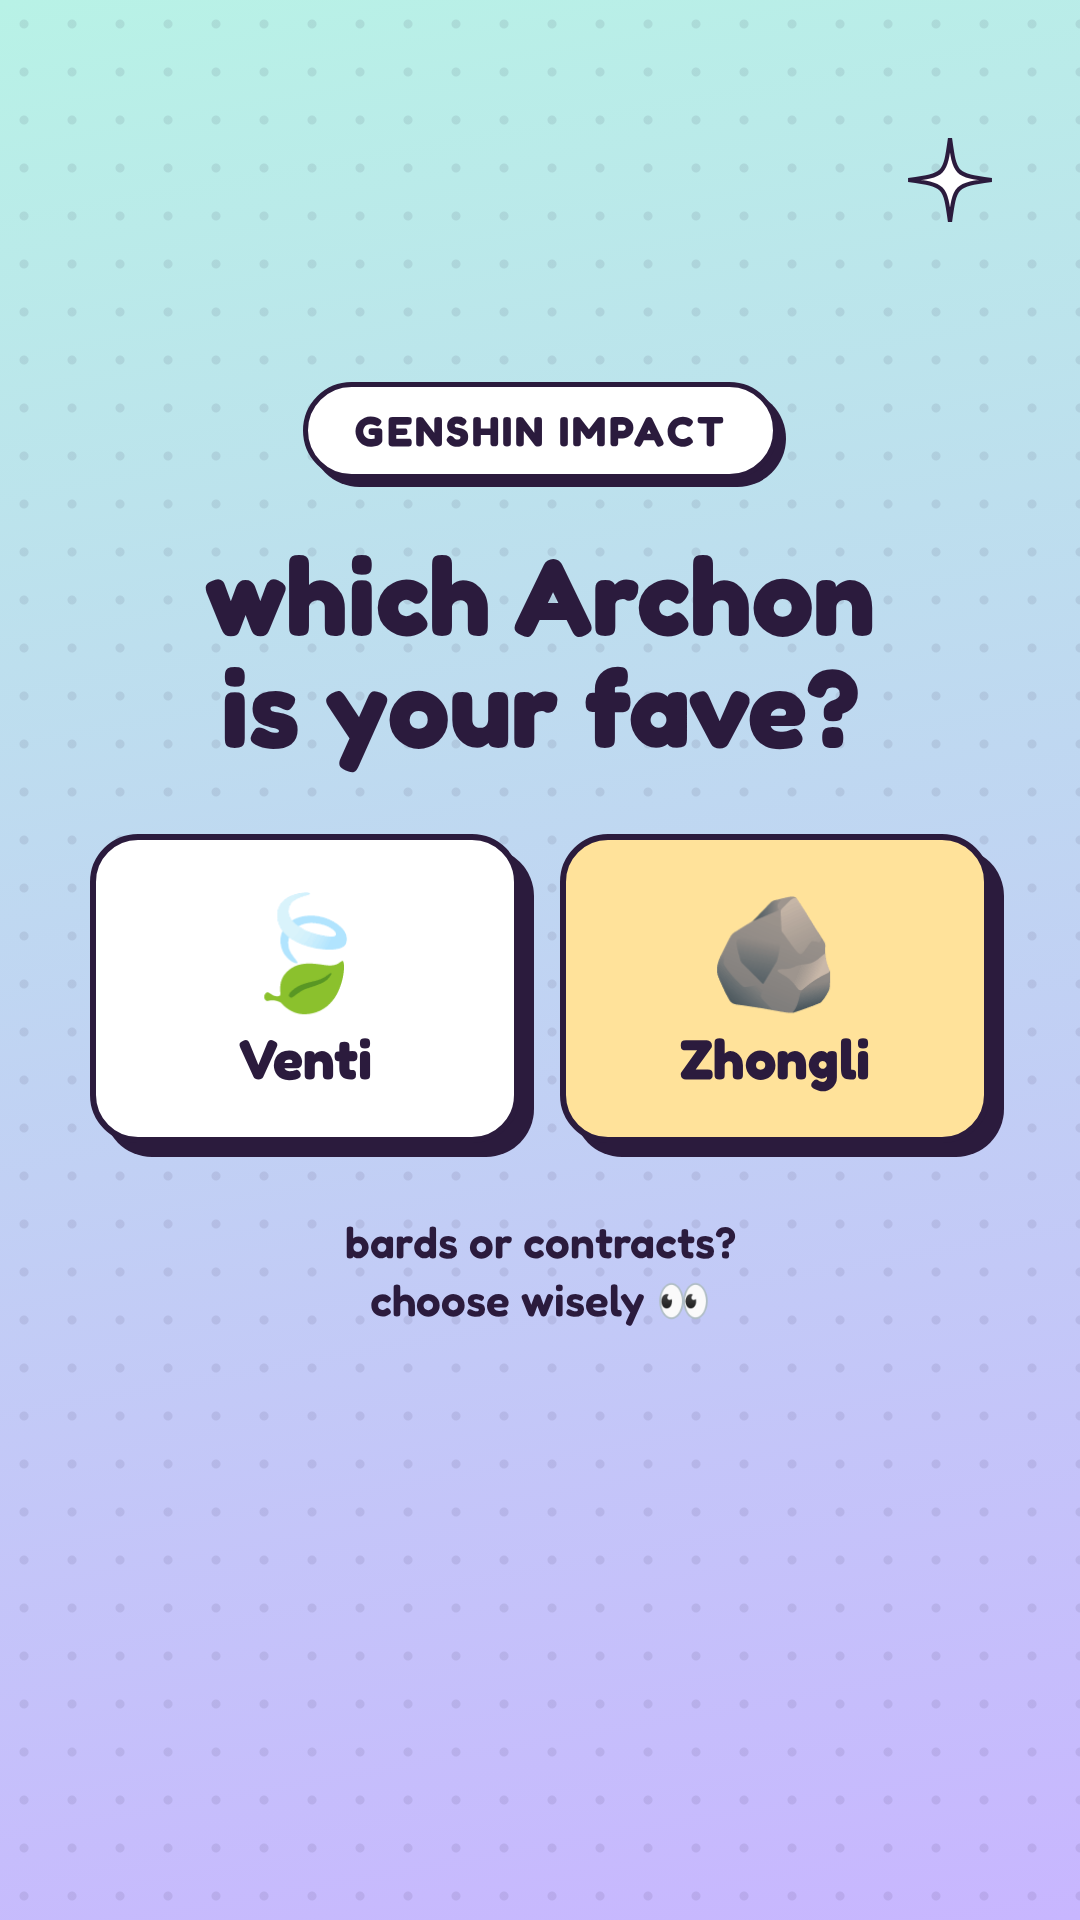 GENSHIN IMPACT
which Archon
is your fave?
Venti
Zhongli
bards or contracts?
choose wisely 👀